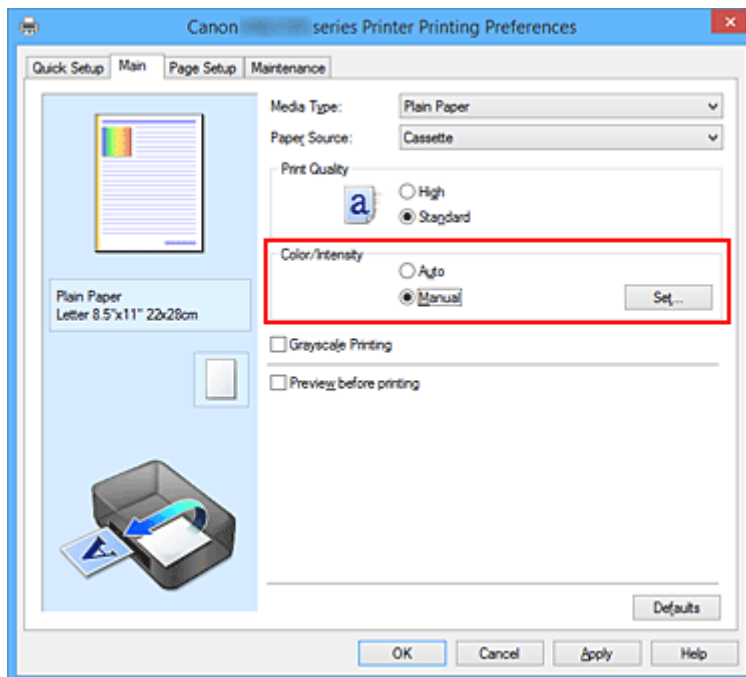 Canon series Printer Printing Preferences
Quick Setup Main Page Setup Maintenance
Media Type: Plain Paper
Paper Source: Cassette
Print Quality
a
High
Standard
Color/Intensity
Auto
Manual Set...
Plain Paper
Letter 8.5"x11" 22x28cm
Grayscale Printing
Preview before printing
A
Defaults
OK Cancel Apply Help